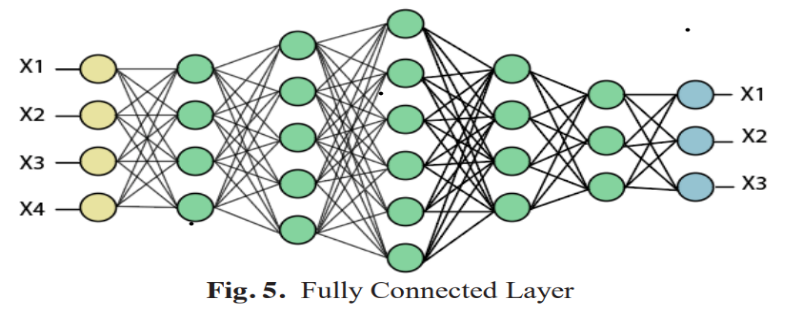 X1
X2
X3
X4
X1
X2
X3
Fig. 5. Fully Connected Layer